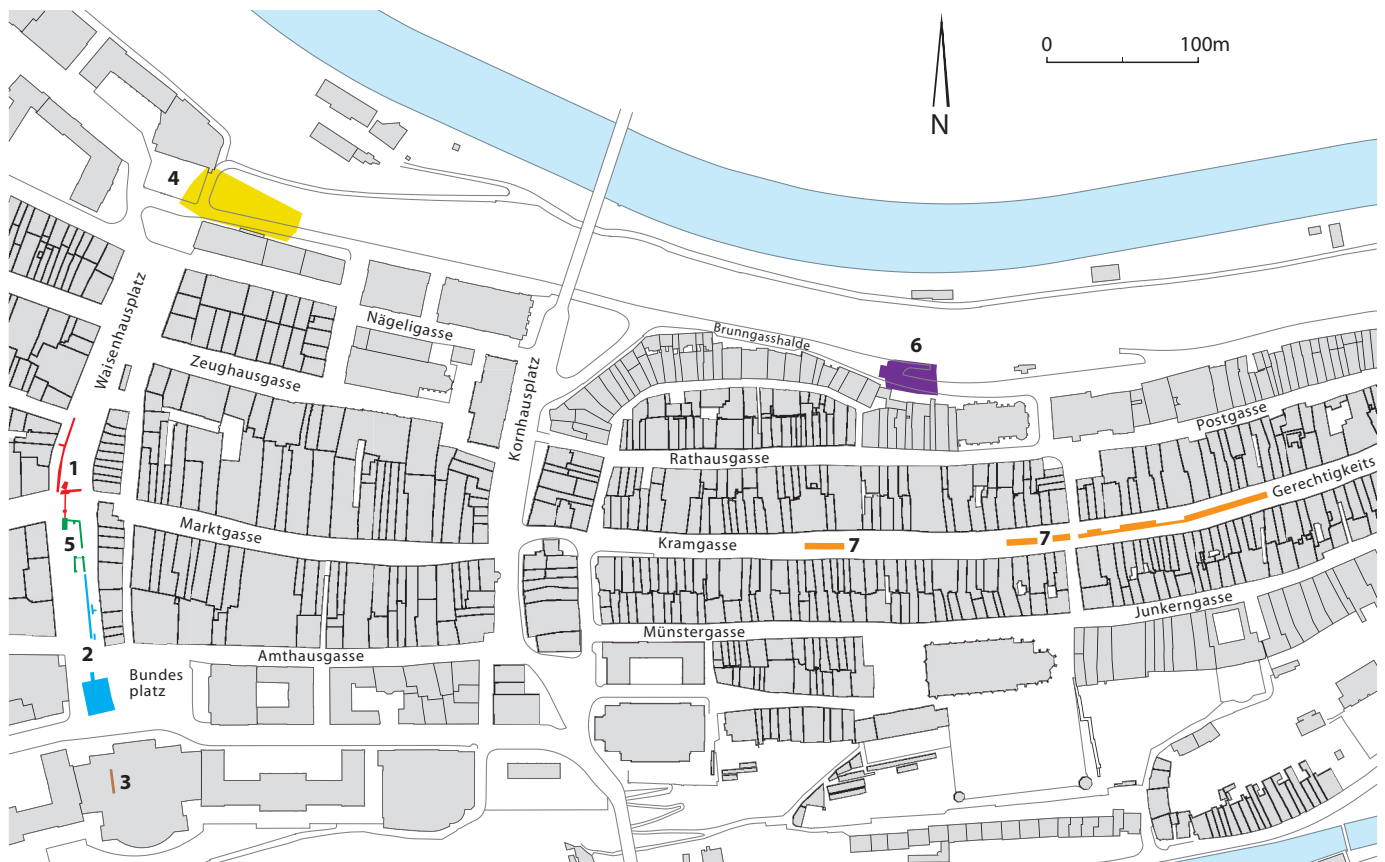 0 100m
N
4
Waisenhausplatz
Nägeligasse
Zeughausgasse
Kornhausplatz
Brunngasshalde
6
Postgasse
Rathausgasse
Gerechtigkeits
1
Marktgasse
5
Kramgasse
7
7
Junkerngasse
Münstergasse
Amthausgasse
2
Bundes
platz
3